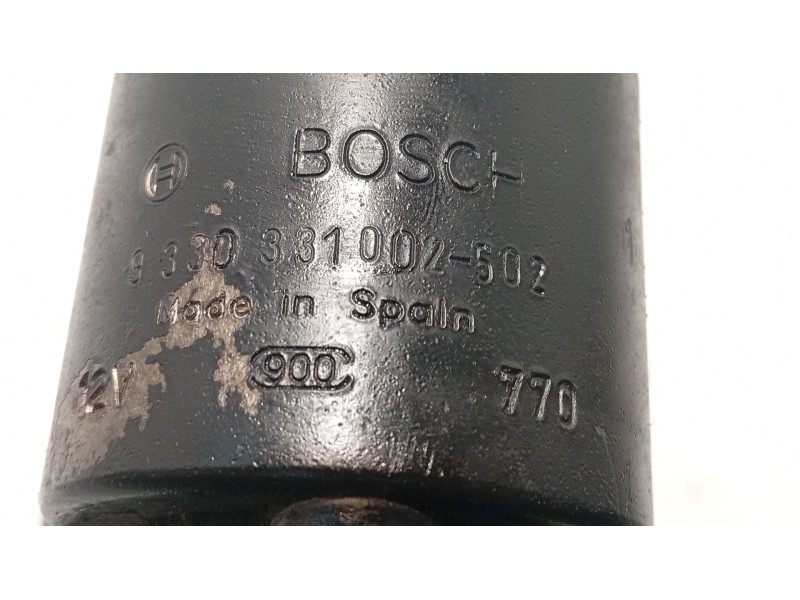 BOSCH
9 330 331002-502
Made in Spain
12V 900 770